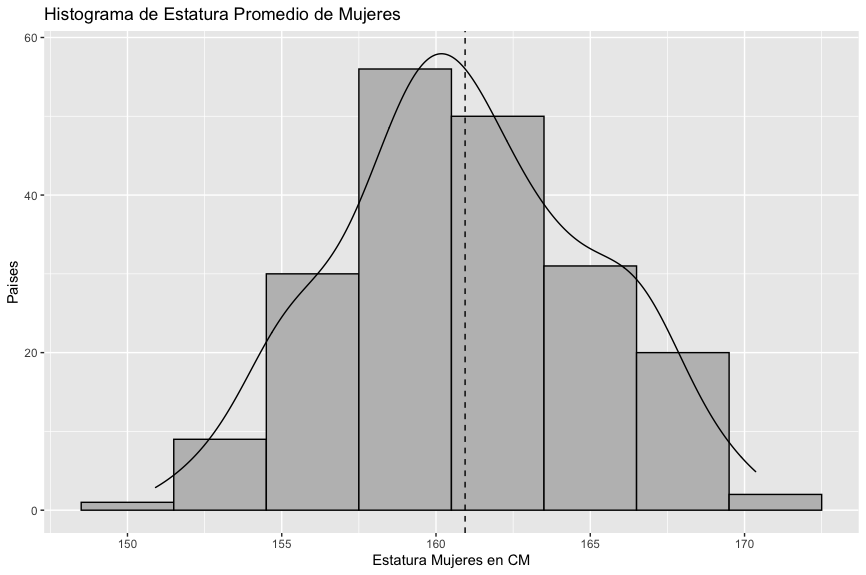 Histograma de Estatura Promedio de Mujeres
60
40
20
0
Paises
150 155 160 165 170
Estatura Mujeres en CM